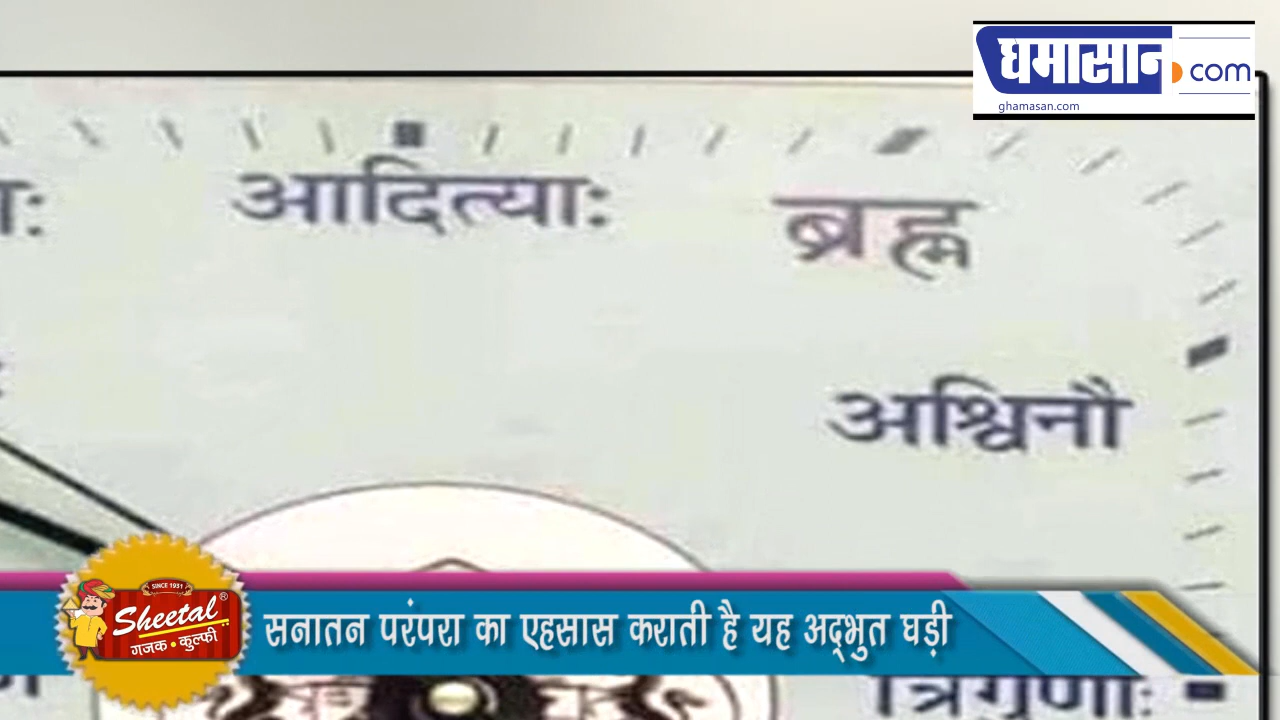 घमासान.com
ghamasan.com
आदित्याः
ब्रह्म
अश्विनौ
SINCE 1931
Sheetal®
गजक • कुल्फी
सनातन परंपरा का एहसास कराती है यह अद्भुत घड़ी
त्रिगुणाः